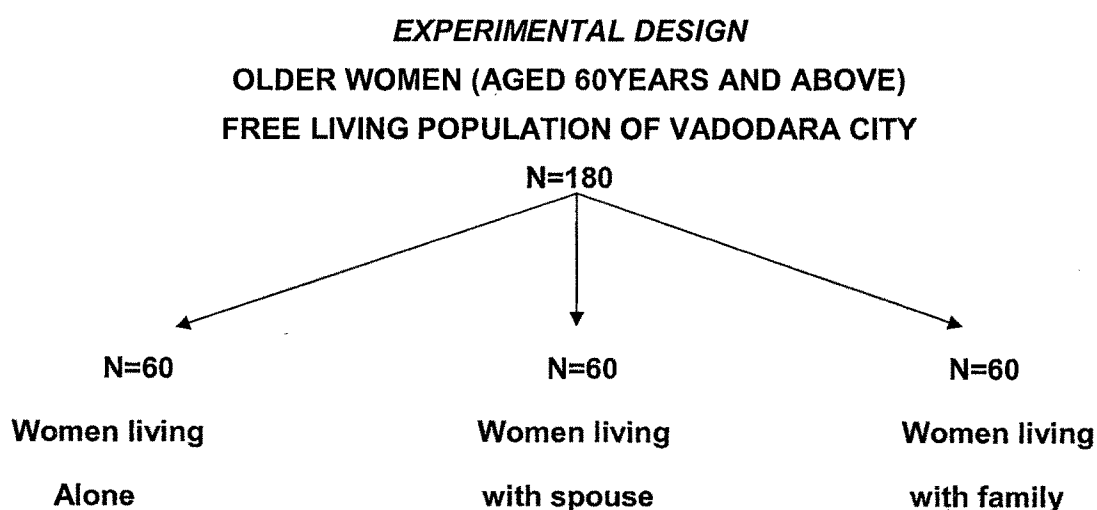 EXPERIMENTAL DESIGN
OLDER WOMEN (AGED 60YEARS AND ABOVE)
FREE LIVING POPULATION OF VADODARA CITY
N=180
N=60
Women living
Alone
N=60
Women living
with spouse
N=60
Women living
with family